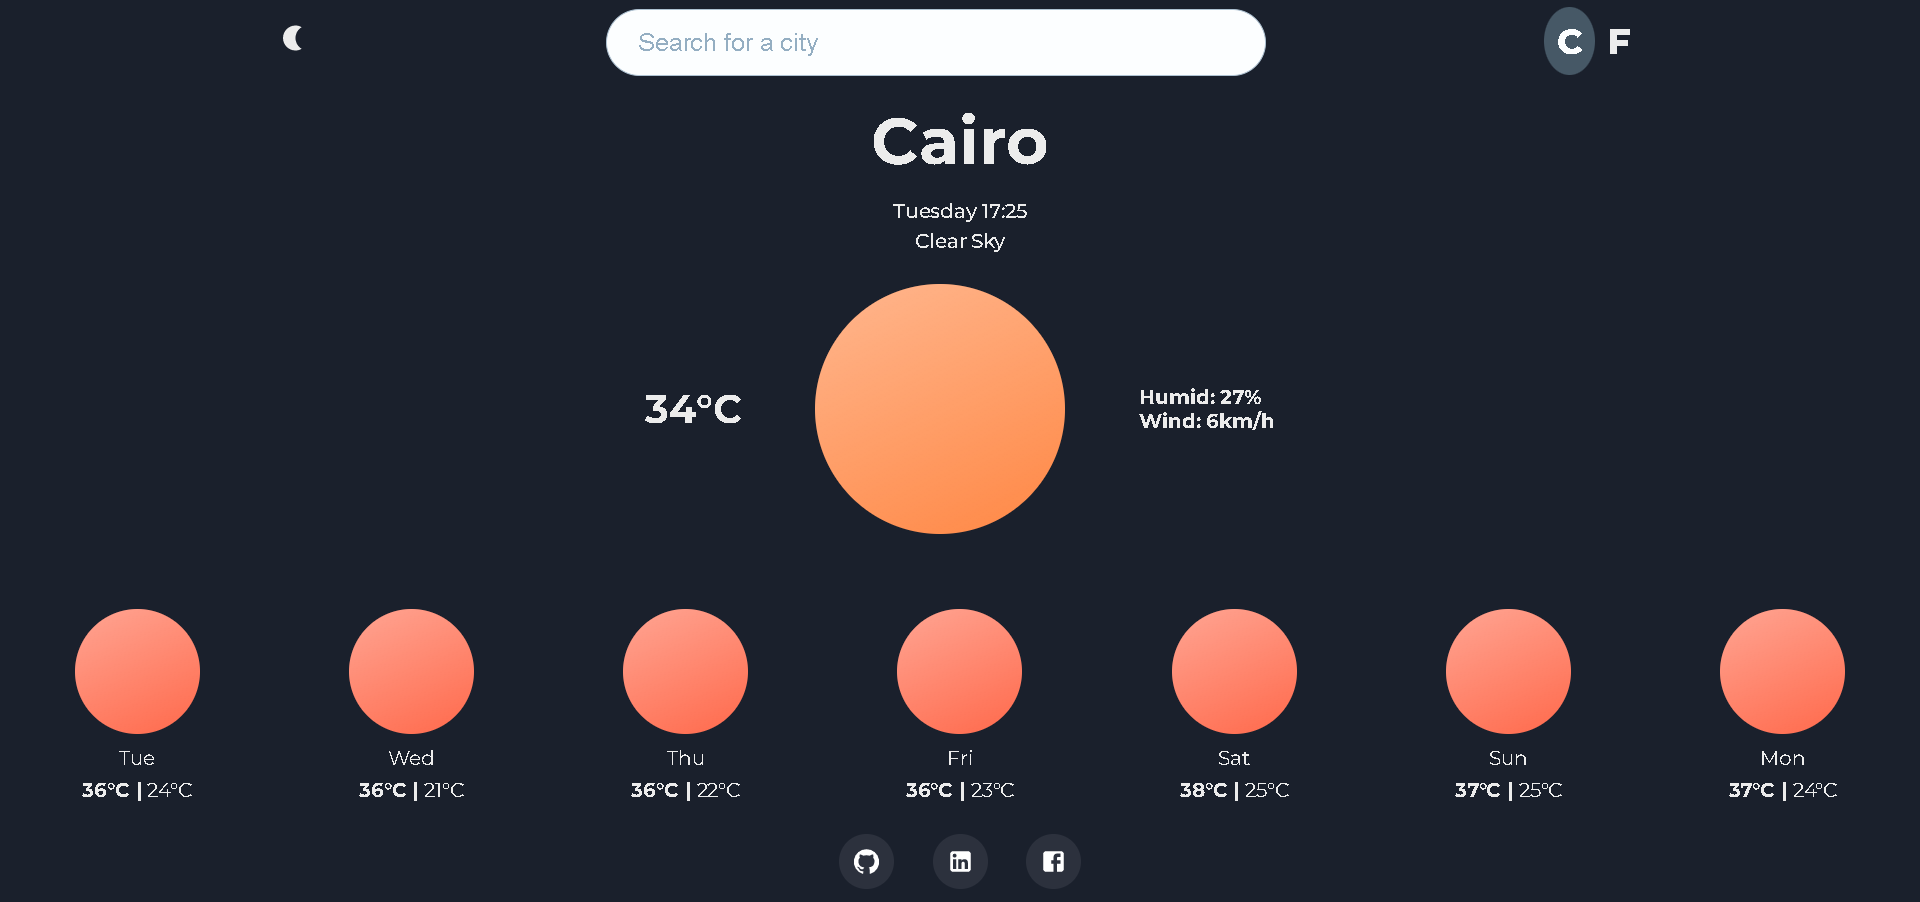 Search for a city
C F
Cairo
Tuesday 17:25
Clear Sky
34°C
Humid: 27%
Wind: 6km/h
Tue
36°C | 24°C
Wed
36°C | 21°C
Thu
36°C | 22°C
Fri
36°C | 23°C
Sat
38°C | 25°C
Sun
37°C | 25°C
Mon
37°C | 24°C